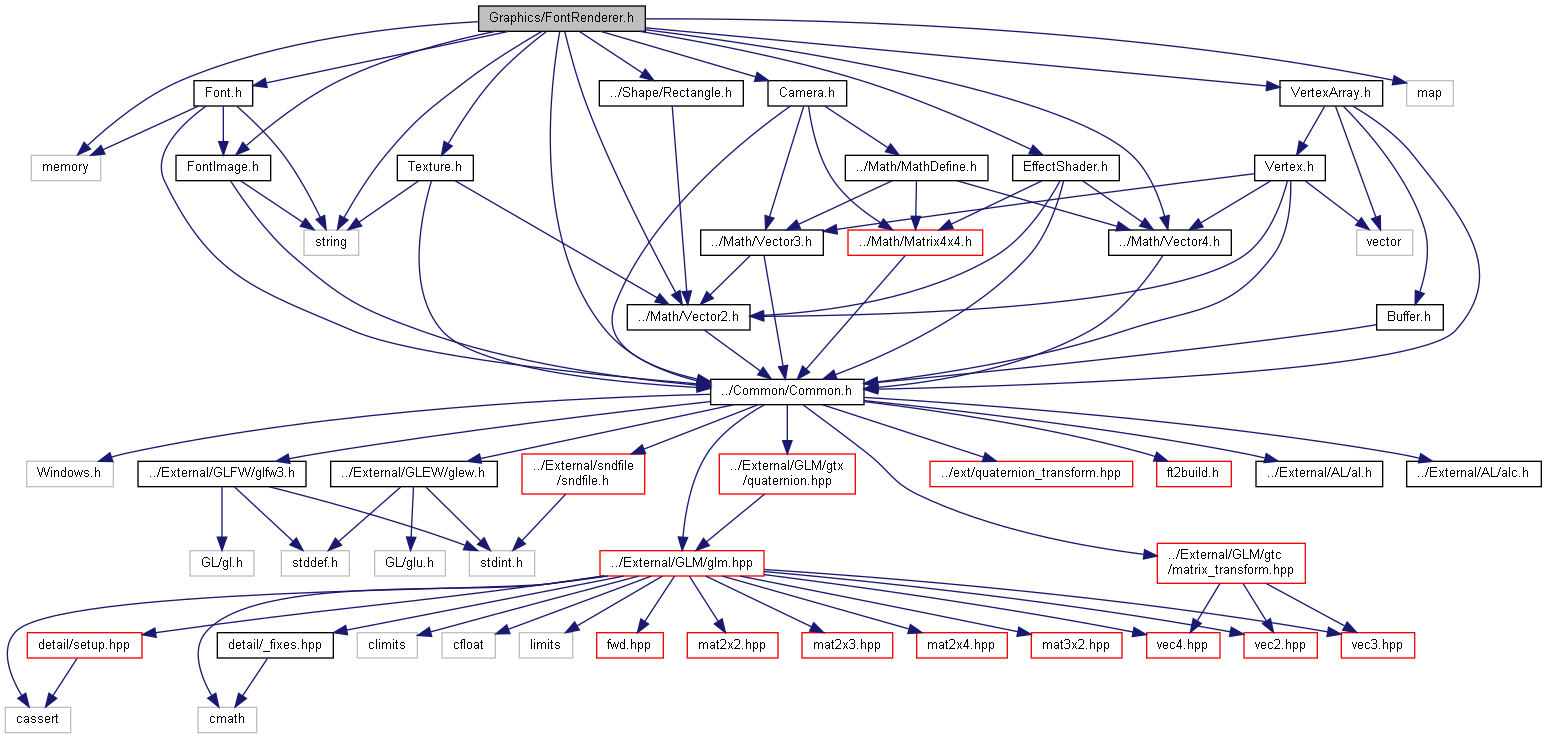 Graphics/FontRenderer.h
Font.h
../Shape/Rectangle.h
Camera.h
VertexArray.h
map
memory
FontImage.h
Texture.h
../Math/MathDefine.h
EffectShader.h
Vertex.h
string
../Math/Vector3.h
../Math/Matrix4x4.h
../Math/Vector4.h
vector
../Math/Vector2.h
Buffer.h
../Common/Common.h
Windows.h
../External/GLFW/glfw3.h
../External/GLEW/glew.h
../External/sndfile
/sndfile.h
../External/GLM/gtx
/quaternion.hpp
../ext/quaternion_transform.hpp
ft2build.h
../External/AL/al.h
../External/AL/alc.h
GL/gl.h
stddef.h
GL/glu.h
stdint.h
../External/GLM/glm.hpp
../External/GLM/gtc
/matrix_transform.hpp
detail/setup.hpp
detail/_fixes.hpp
climits
cfloat
limits
fwd.hpp
mat2x2.hpp
mat2x3.hpp
mat2x4.hpp
mat3x2.hpp
vec4.hpp
vec2.hpp
vec3.hpp
cassert
cmath